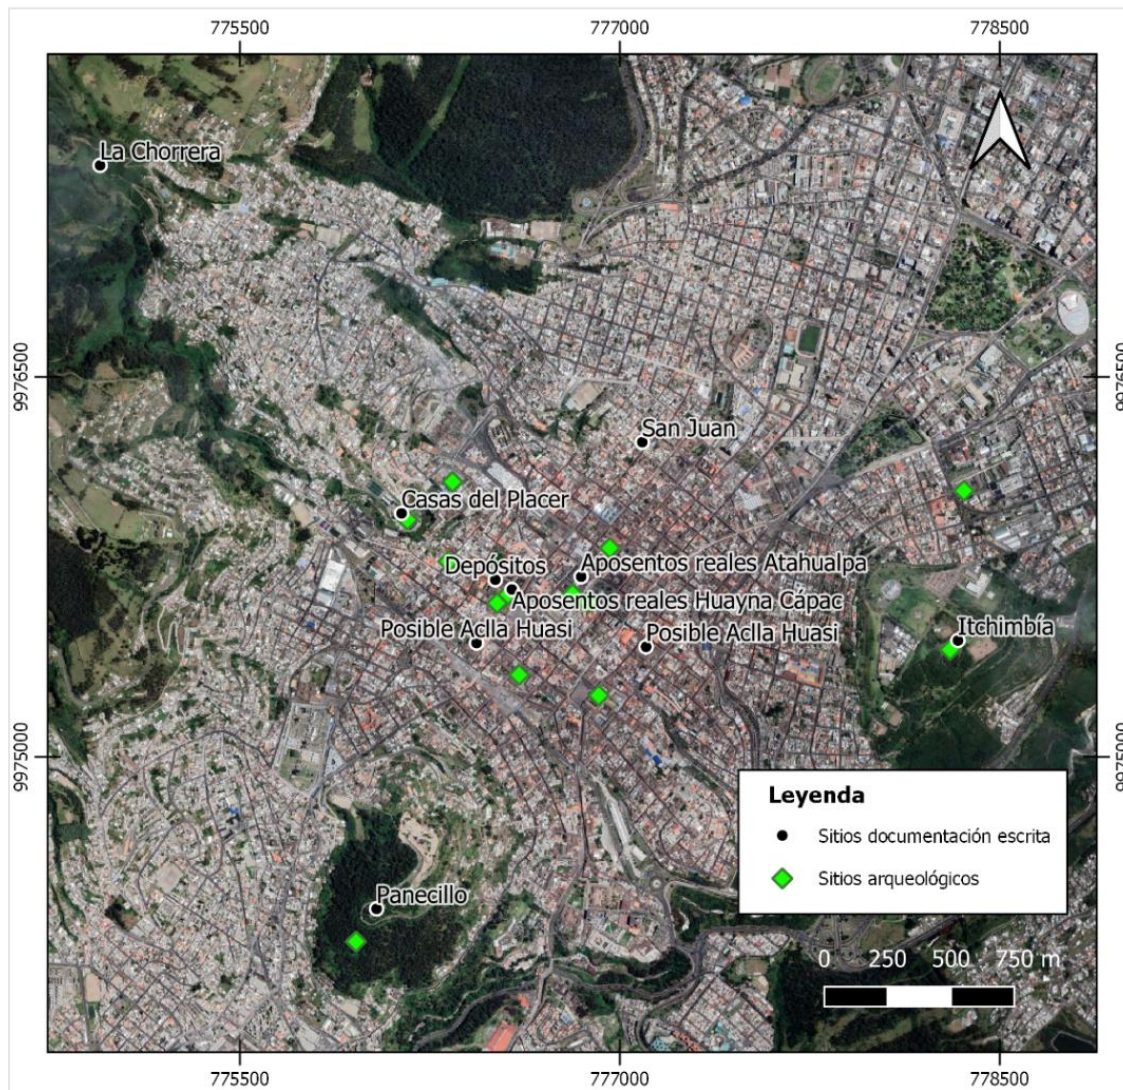 775500 777000 778500
La Chorrera
9976500 9976500
San Juan
Casas del Placer
Depósitos
Aposentos reales Atahualpa
Aposentos reales Huayna Cápac
Posible Aclla Huasi
Posible Aclla Huasi
Itchimbía
9975000 9975000
Leyenda
Sitios documentación escrita
Sitios arqueológicos
Panecillo
0 250 500 750 m
775500 777000 778500